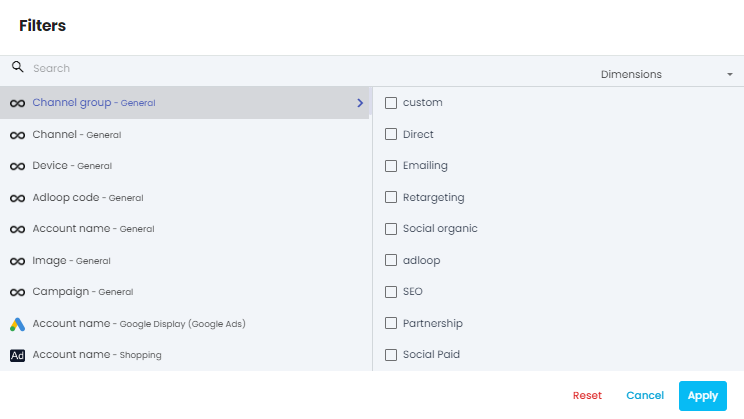 Filters
Search
Dimensions
Channel group - General
Channel - General
Device - General
Adloop code - General
Account name - General
Image - General
Campaign - General
Account name - Google Display (Google Ads)
Ad Account name - Shopping
custom
Direct
Emailing
Retargeting
Social organic
adloop
SEO
Partnership
Social Paid
Reset Cancel Apply